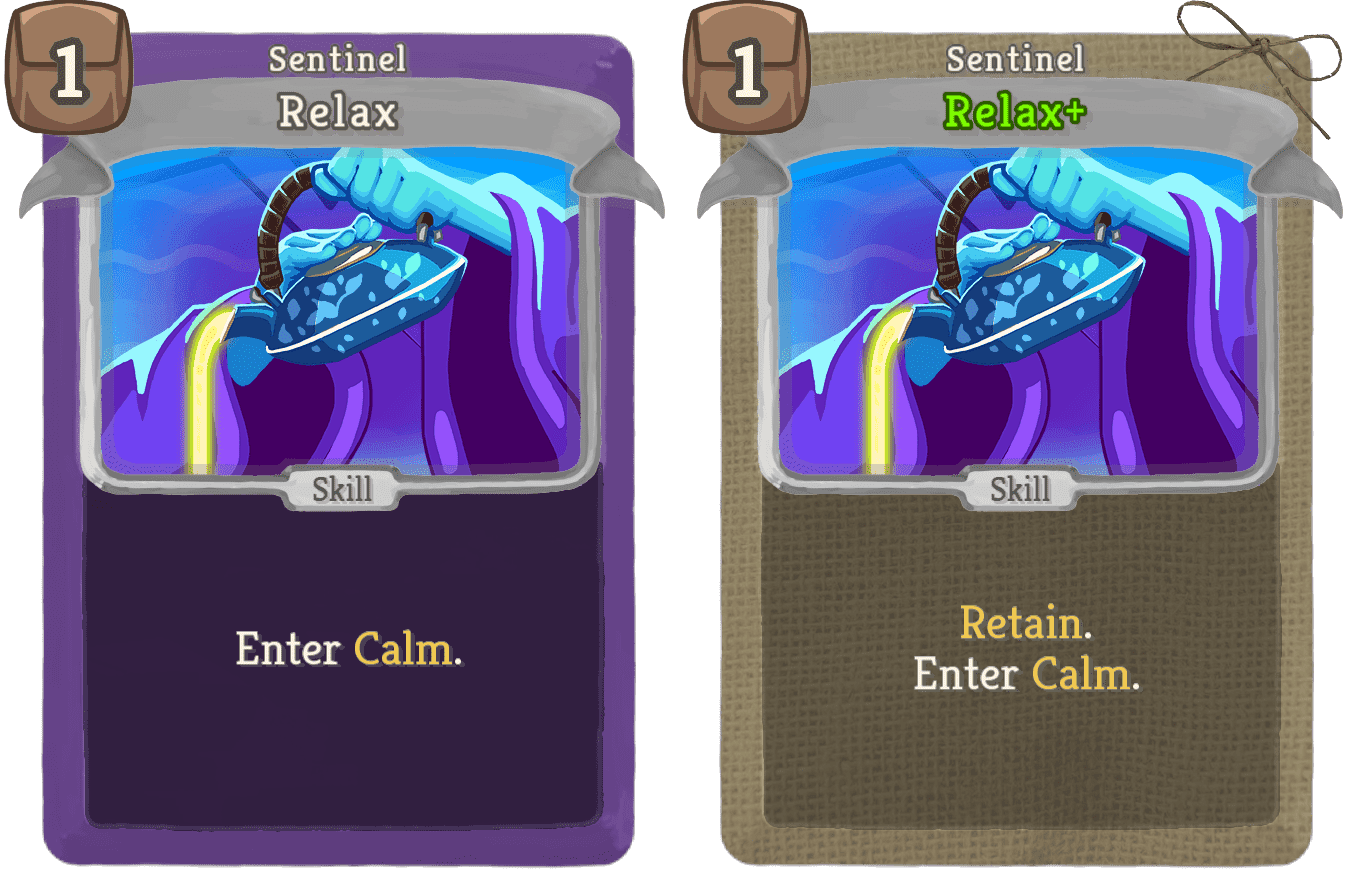 1
Sentinel
Relax
Skill
Enter Calm.
1
Sentinel
Relax+
Skill
Retain.
Enter Calm.